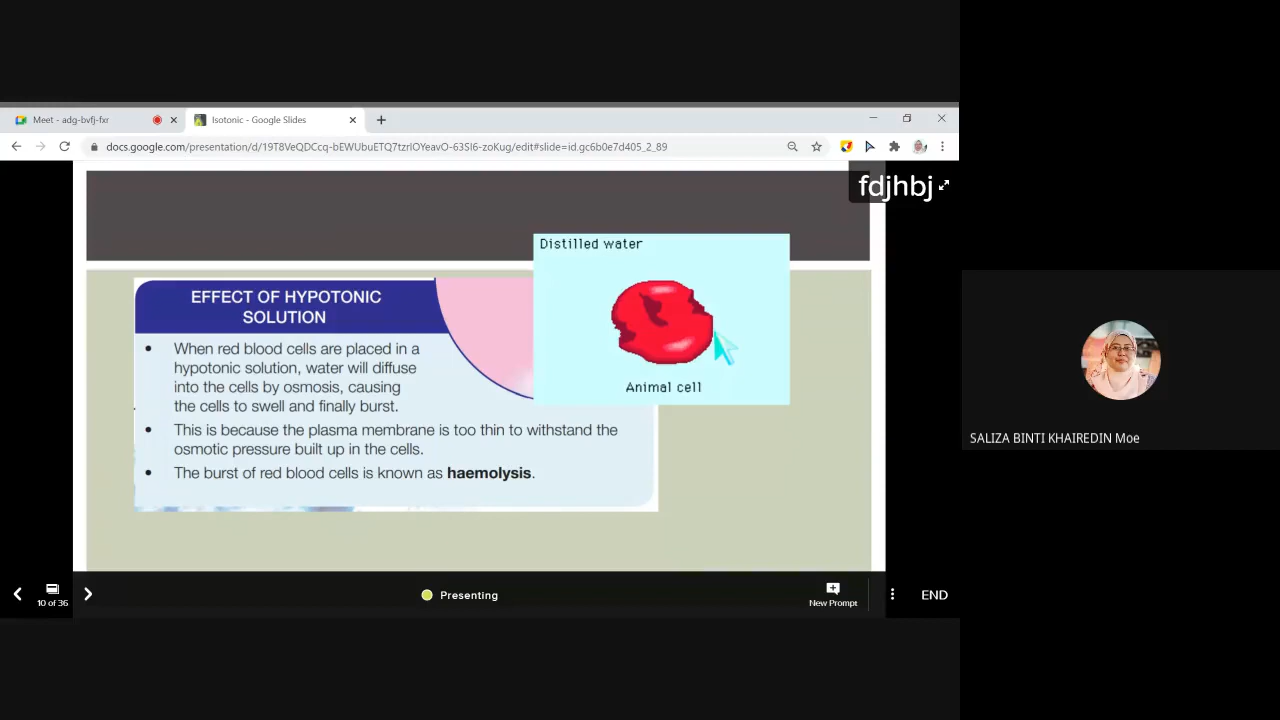 Meet - adg-bvfj-fxr
Isotonic - Google Slides
docs.google.com/presentation/d/19T8VeQDCcq-bEWUbuETQ7tzrIOYeavO-63Sl6-zoKug/edit#slide=id.gc6b0e7d405_2_89
fdjhbj
Distilled water
Animal cell
EFFECT OF HYPOTONIC
SOLUTION
• When red blood cells are placed in a
hypotonic solution, water will diffuse
into the cells by osmosis, causing
the cells to swell and finally burst.
• This is because the plasma membrane is too thin to withstand the
osmotic pressure built up in the cells.
• The burst of red blood cells is known as haemolysis.
SALIZA BINTI KHAIREDIN Moe
10 of 36
Presenting
New Prompt
END